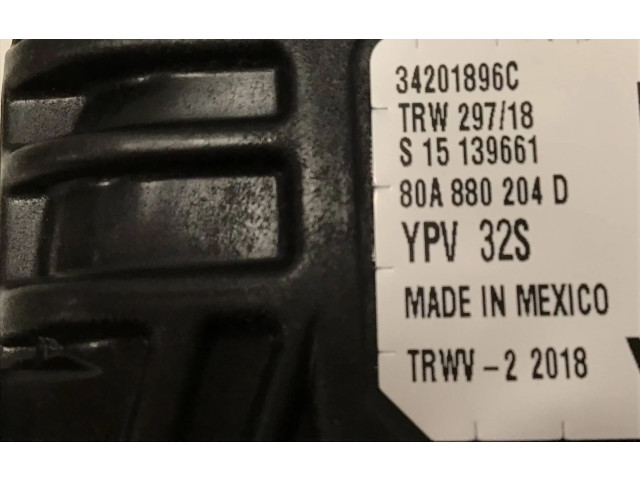 34201896C
TRW 297/18
S 15 139661
80A 880 204 D
YPV 32S
MADE IN MEXICO
TRWV - 2 2018